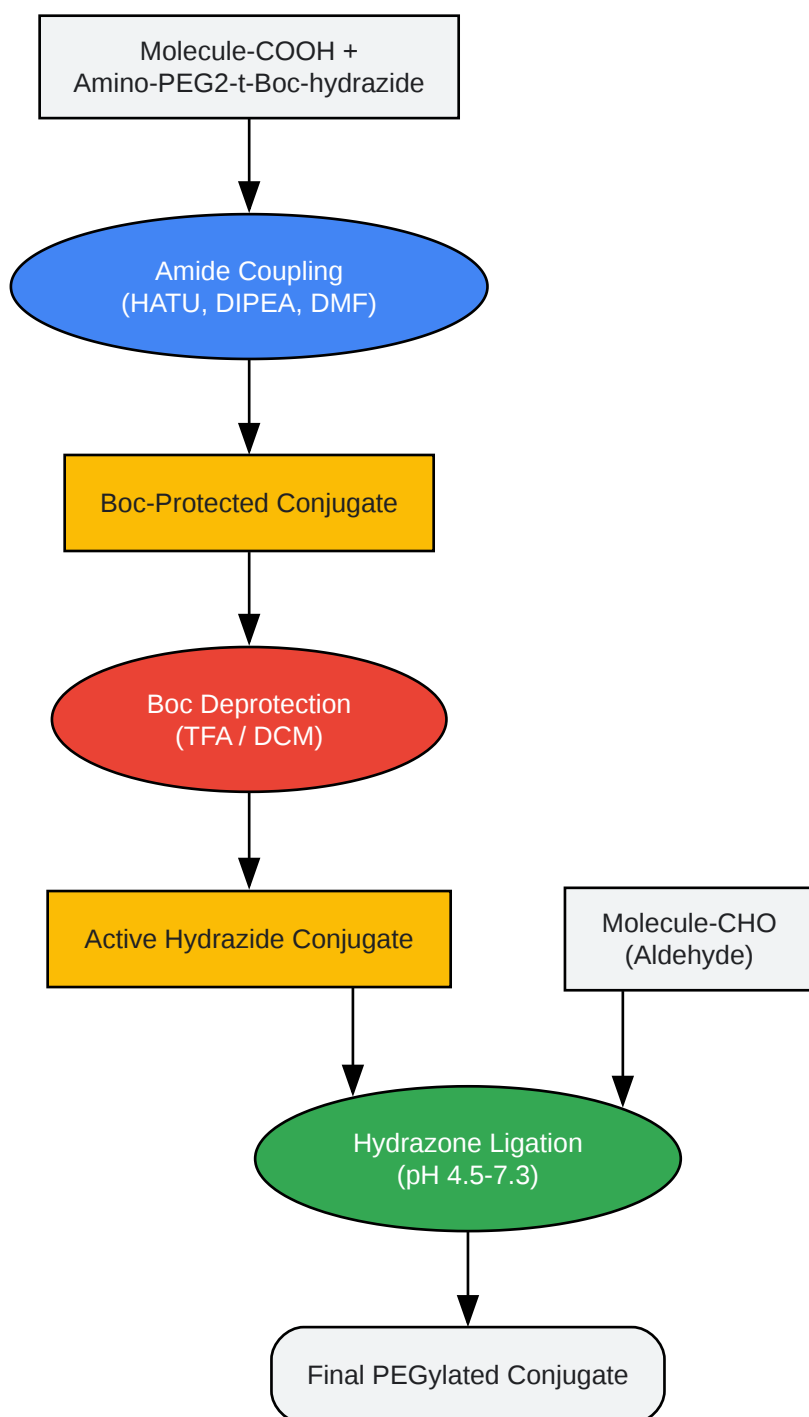 Molecule-COOH +
Amino-PEG2-t-Boc-hydrazide
Amide Coupling
(HATU, DIPEA, DMF)
Boc-Protected Conjugate
Boc Deprotection
(TFA / DCM)
Active Hydrazide Conjugate
Molecule-CHO
(Aldehyde)
Hydrazone Ligation
(pH 4.5-7.3)
Final PEGylated Conjugate